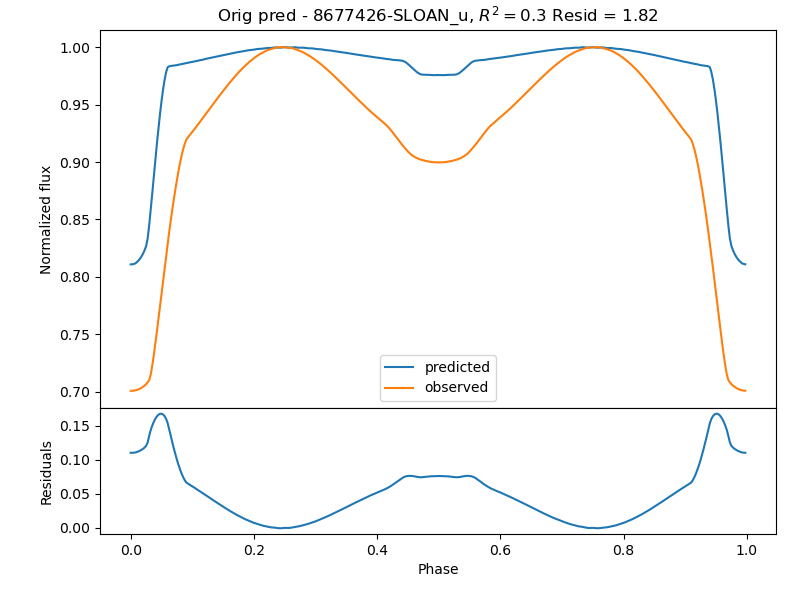 Orig pred - 8677426-SLOAN_u, R² = 0.3 Resid = 1.82
Normalized flux
1.00
0.95
0.90
0.85
0.80
0.75
0.70
predicted
observed
Residuals
0.15
0.10
0.05
0.00
0.0 0.2 0.4 0.6 0.8 1.0
Phase